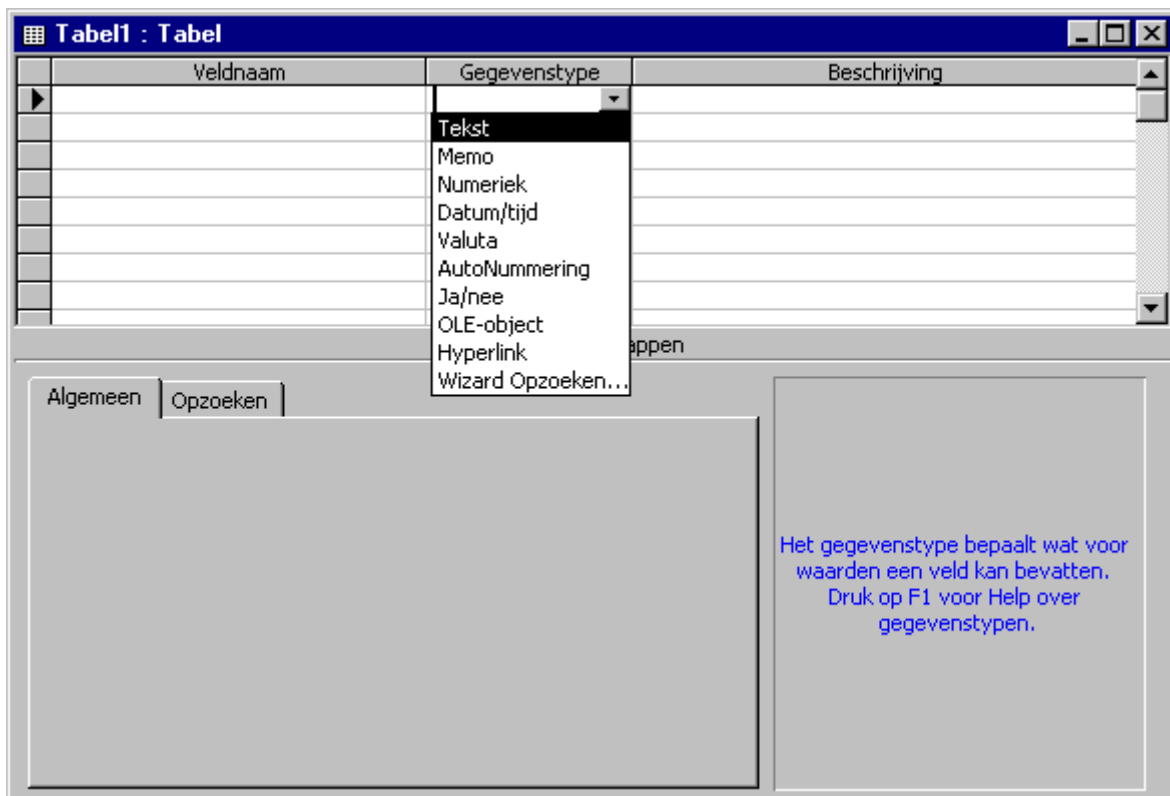 Tabel1 : Tabel
Veldnaam Gegevenstype Beschrijving
Tekst
Memo
Numeriek
Datum/tijd
Valuta
AutoNummering
Ja/nee
OLE-object
Hyperlink
Wizard Opzoeken...
appen
Algemeen Opzoeken
Het gegevenstype bepaalt wat voor
waarden een veld kan bevatten.
Druk op F1 voor Help over
gegevenstypen.